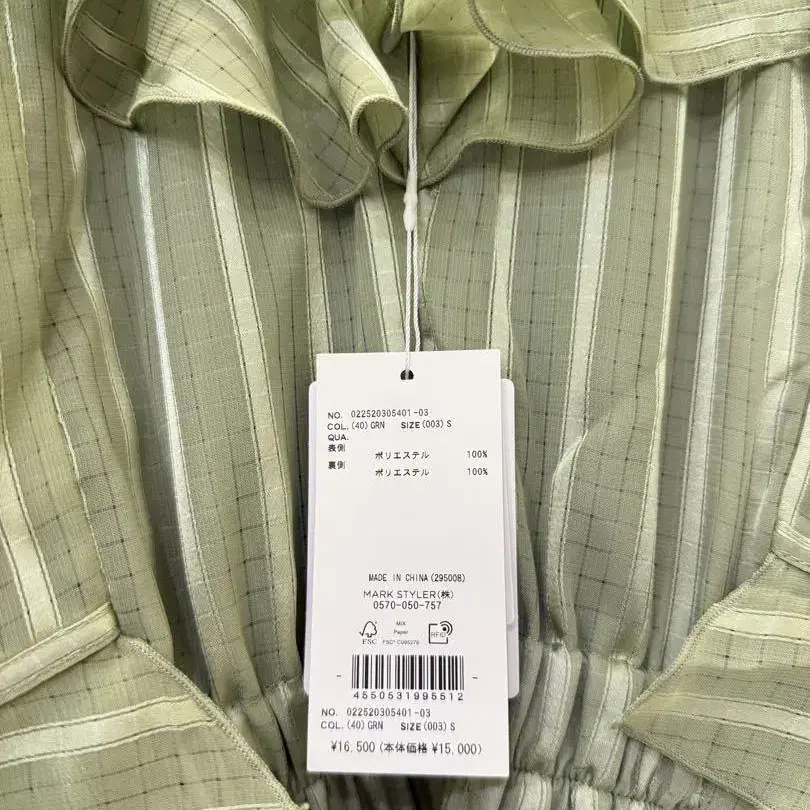 NO. 022520305401-03
COL.(40)GRN SIZE(003)S
QUA.
表側 ポリエステル 100%
裏側 ポリエステル 100%
MADE IN CHINA(295008)
MARK STYLER(株)
0570-050-757
MIX
Paper
FSC
FSC® C095275
RFID
4550531995512
NO. 022520305401-03
COL.(40)GRN SIZE(003)S
¥16,500(本体価格 ¥15,000)